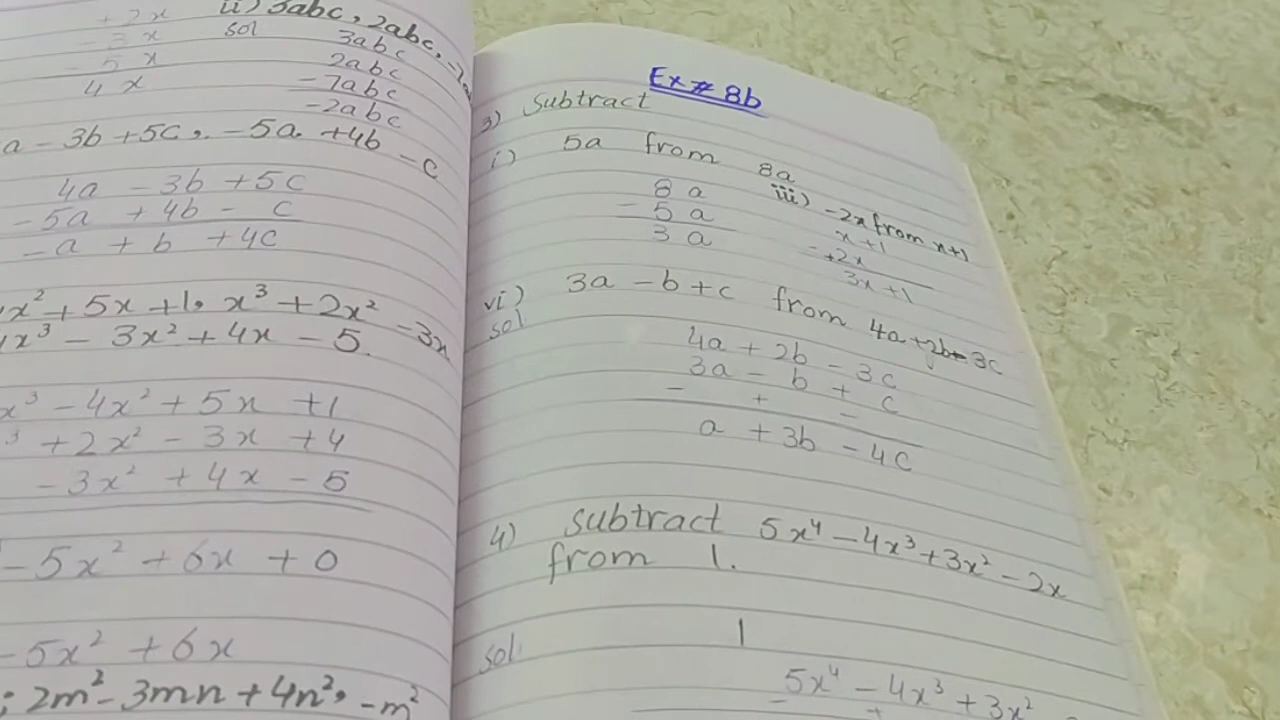 + 2x
- 3x
- 5x
4x
ii) 3abc, 2abc,
sol
3abc
2abc
- 7abc
- 2abc
a - 3b + 5c, - 5a + 4b - c
4a - 3b + 5c
- 5a + 4b - c
- a + b + 4c
x² + 5x + 1, x³ + 2x² - 3x
x³ - 3x² + 4x - 5.
x³ - 4x² + 5x + 1
³ + 2x² - 3x + 4
- 3x² + 4x - 5
- 5x² + 6x + 0
- 5x² + 6x
; 2m² - 3mn + 4n², - m²
Ex # 8b
3) Subtract
i) 5a from 8a
8a
- 5a
3a
iii) -2x from x+1
x + 1
- +2x
3x + 1
vi) 3a - b + c from 4a + 2b - 3c
sol
4a + 2b - 3c
3a - b + c
- + -
a + 3b - 4c
4) subtract 5x⁴ - 4x³ + 3x² - 2x
from 1.
sol.
1
5x⁴ - 4x³ + 3x²
- +